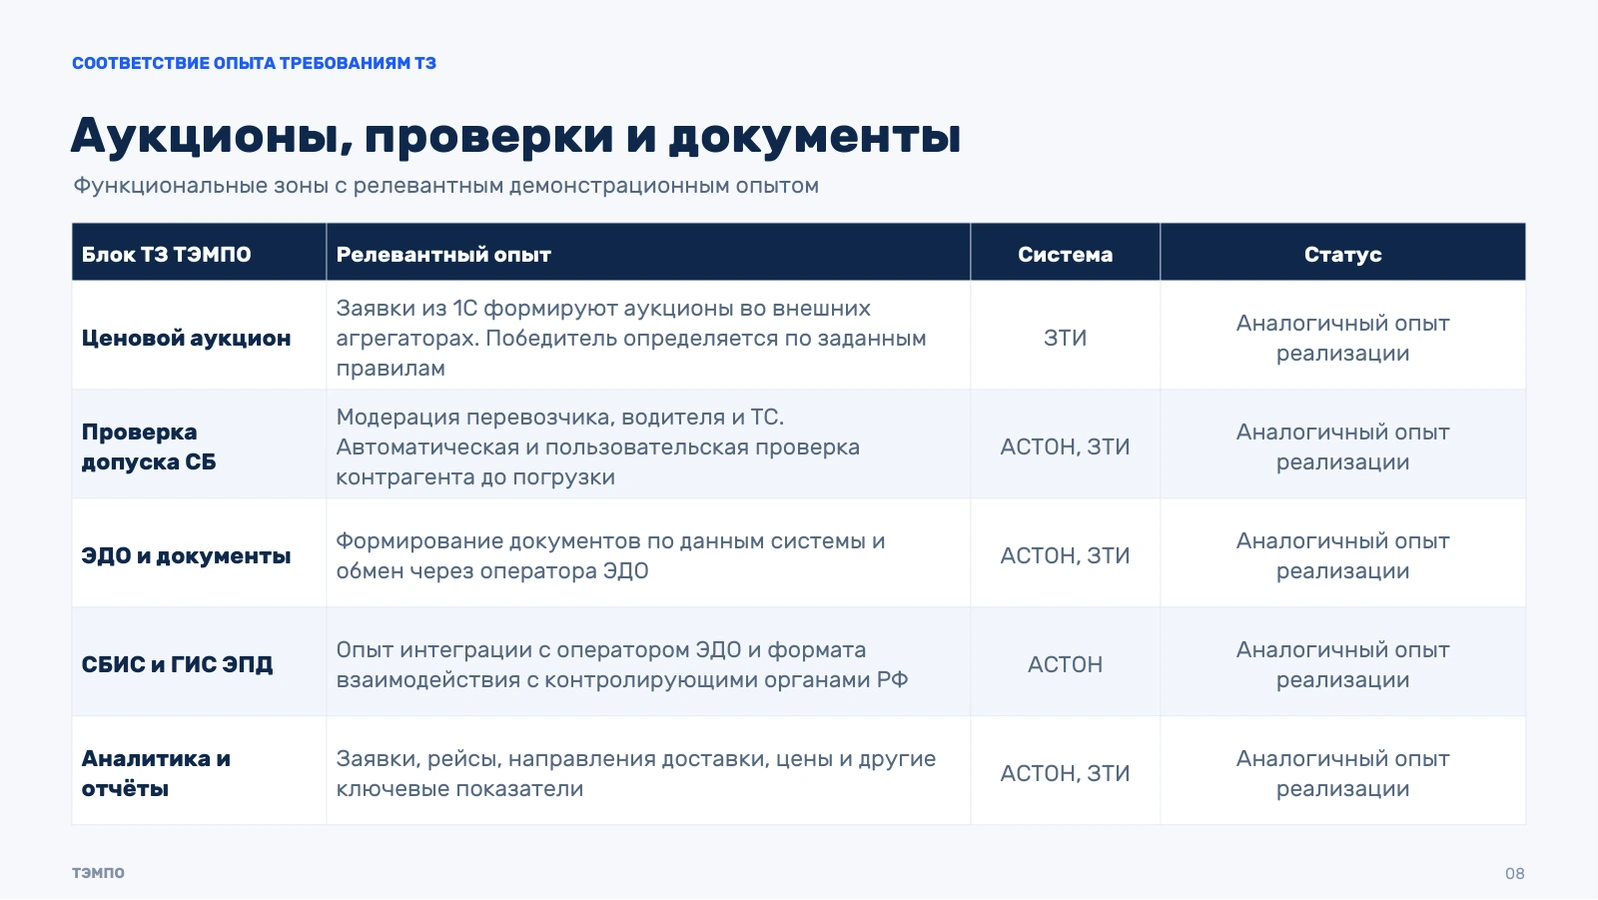 СООТВЕТСТВИЕ ОПЫТА ТРЕБОВАНИЯМ ТЗ
Аукционы, проверки и документы
Функциональные зоны с релевантным демонстрационным опытом
Блок ТЗ ТЭМПО
Релевантный опыт
Система
Статус
Ценовой аукцион
Заявки из 1С формируют аукционы во внешних
агрегаторах. Победитель определяется по заданным
правилам
ЗТИ
Аналогичный опыт
реализации
Проверка
допуска СБ
Модерация перевозчика, водителя и ТС.
Автоматическая и пользовательская проверка
контрагента до погрузки
АСТОН, ЗТИ
Аналогичный опыт
реализации
ЭДО и документы
Формирование документов по данным системы и
обмен через оператора ЭДО
АСТОН, ЗТИ
Аналогичный опыт
реализации
СБИС и ГИС ЭПД
Опыт интеграции с оператором ЭДО и формата
взаимодействия с контролирующими органами РФ
АСТОН
Аналогичный опыт
реализации
Аналитика и
отчёты
Заявки, рейсы, направления доставки, цены и другие
ключевые показатели
АСТОН, ЗТИ
Аналогичный опыт
реализации
ТЭМПО
08